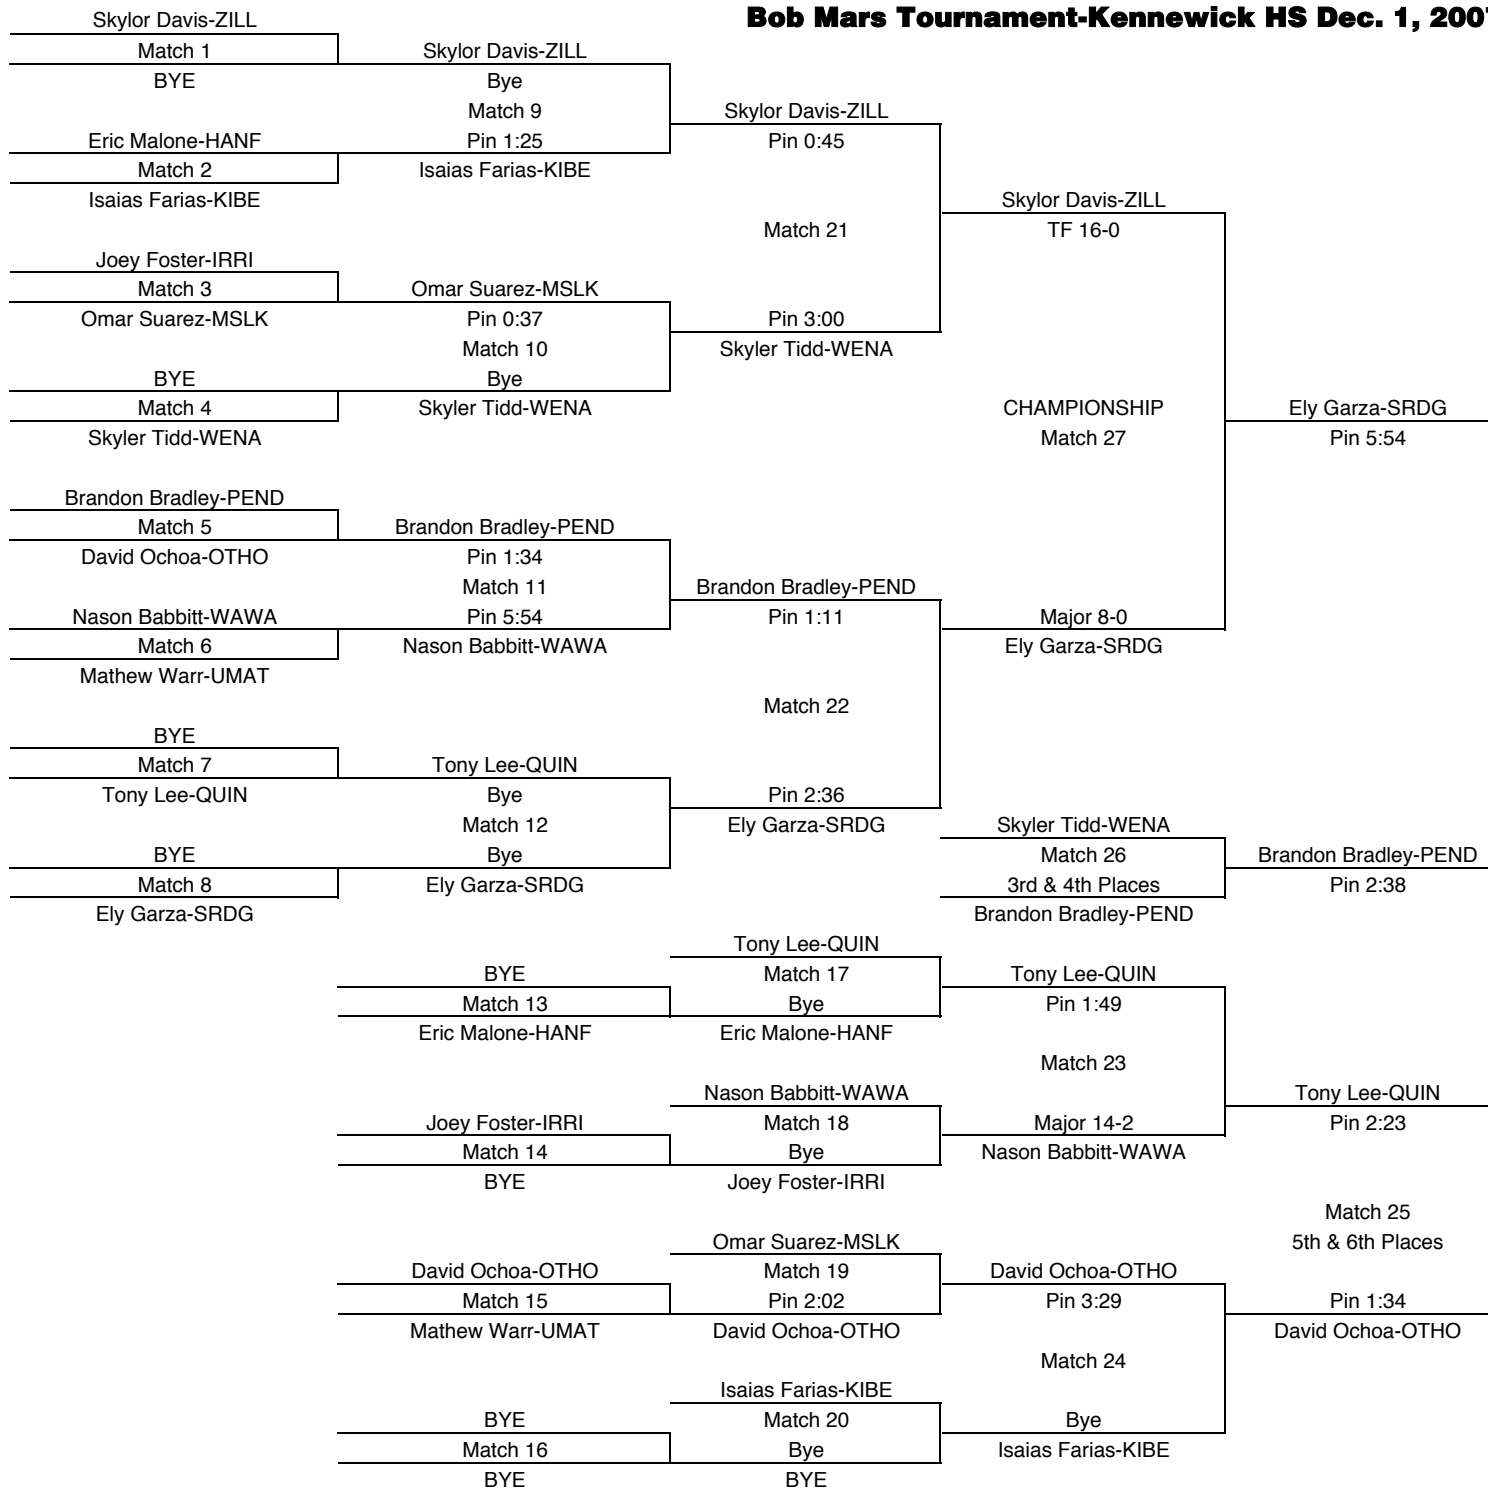 Bob Mars Tournament-Kennewick HS Dec. 1, 200
Skylor Davis-ZILL
Match 1
BYE
Eric Malone-HANF
Match 2
Isaias Farias-KIBE
Joey Foster-IRRI
Match 3
Omar Suarez-MSLK
BYE
Match 4
Skyler Tidd-WENA
Brandon Bradley-PEND
Match 5
David Ochoa-OTHO
Nason Babbitt-WAWA
Match 6
Mathew Warr-UMAT
BYE
Match 7
Tony Lee-QUIN
BYE
Match 8
Ely Garza-SRDG
Skylor Davis-ZILL
Bye
Match 9
Pin 1:25
Isaias Farias-KIBE
Omar Suarez-MSLK
Pin 0:37
Match 10
Bye
Skyler Tidd-WENA
Brandon Bradley-PEND
Pin 1:34
Match 11
Pin 5:54
Nason Babbitt-WAWA
Tony Lee-QUIN
Bye
Match 12
Bye
Ely Garza-SRDG
Skylor Davis-ZILL
Pin 0:45
Match 21
Pin 3:00
Skyler Tidd-WENA
Brandon Bradley-PEND
Pin 1:11
Match 22
Pin 2:36
Ely Garza-SRDG
Skylor Davis-ZILL
TF 16-0
CHAMPIONSHIP
Match 27
Major 8-0
Ely Garza-SRDG
Ely Garza-SRDG
Pin 5:54
Skyler Tidd-WENA
Match 26
3rd & 4th Places
Brandon Bradley-PEND
Brandon Bradley-PEND
Pin 2:38
BYE
Match 13
Eric Malone-HANF
Joey Foster-IRRI
Match 14
BYE
David Ochoa-OTHO
Match 15
Mathew Warr-UMAT
BYE
Match 16
BYE
Tony Lee-QUIN
Match 17
Bye
Eric Malone-HANF
Nason Babbitt-WAWA
Match 18
Bye
Joey Foster-IRRI
Omar Suarez-MSLK
Match 19
Pin 2:02
David Ochoa-OTHO
Isaias Farias-KIBE
Match 20
Bye
BYE
Tony Lee-QUIN
Pin 1:49
Match 23
Major 14-2
Nason Babbitt-WAWA
David Ochoa-OTHO
Pin 3:29
Match 24
Bye
Isaias Farias-KIBE
Tony Lee-QUIN
Pin 2:23
Match 25
5th & 6th Places
Pin 1:34
David Ochoa-OTHO